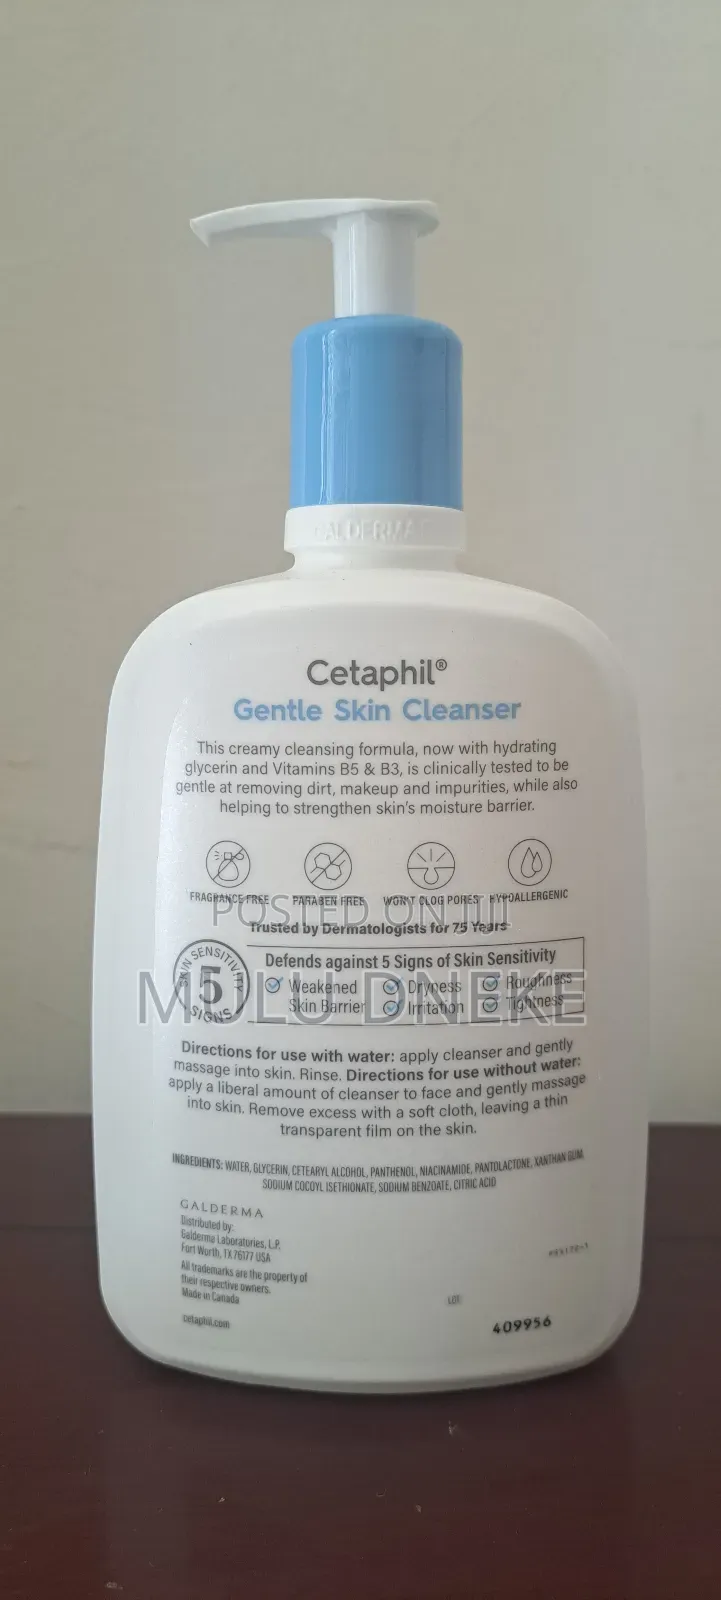 GALDERMA
Cetaphil®
Gentle Skin Cleanser
This creamy cleansing formula, now with hydrating
glycerin and Vitamins B5 & B3, is clinically tested to be
gentle at removing dirt, makeup and impurities, while also
helping to strengthen skin's moisture barrier.
FRAGRANCE FREE PARABEN FREE WON'T CLOG PORES HYPOALLERGENIC
POSTED ON
Trusted by Dermatologists for 75 Years
SKIN SENSITIVITY
5
SIGNS
Defends against 5 Signs of Skin Sensitivity
Weakened Dryness Roughness
Skin Barrier Irritation Tightness
MULU DNEKE
Directions for use with water: apply cleanser and gently
massage into skin. Rinse. Directions for use without water:
apply a liberal amount of cleanser to face and gently massage
into skin. Remove excess with a soft cloth, leaving a thin
transparent film on the skin.
INGREDIENTS: WATER, GLYCERIN, CETEARYL ALCOHOL, PANTHENOL, NIACINAMIDE, PANTOLACTONE, XANTHAN GUM,
SODIUM COCOYL ISETHIONATE, SODIUM BENZOATE, CITRIC ACID
GALDERMA
Distributed by:
Galderma Laboratories, L.P.
Fort Worth, TX 76177 USA
All trademarks are the property of
their respective owners.
Made in Canada
cetaphil.com
LOT
409956